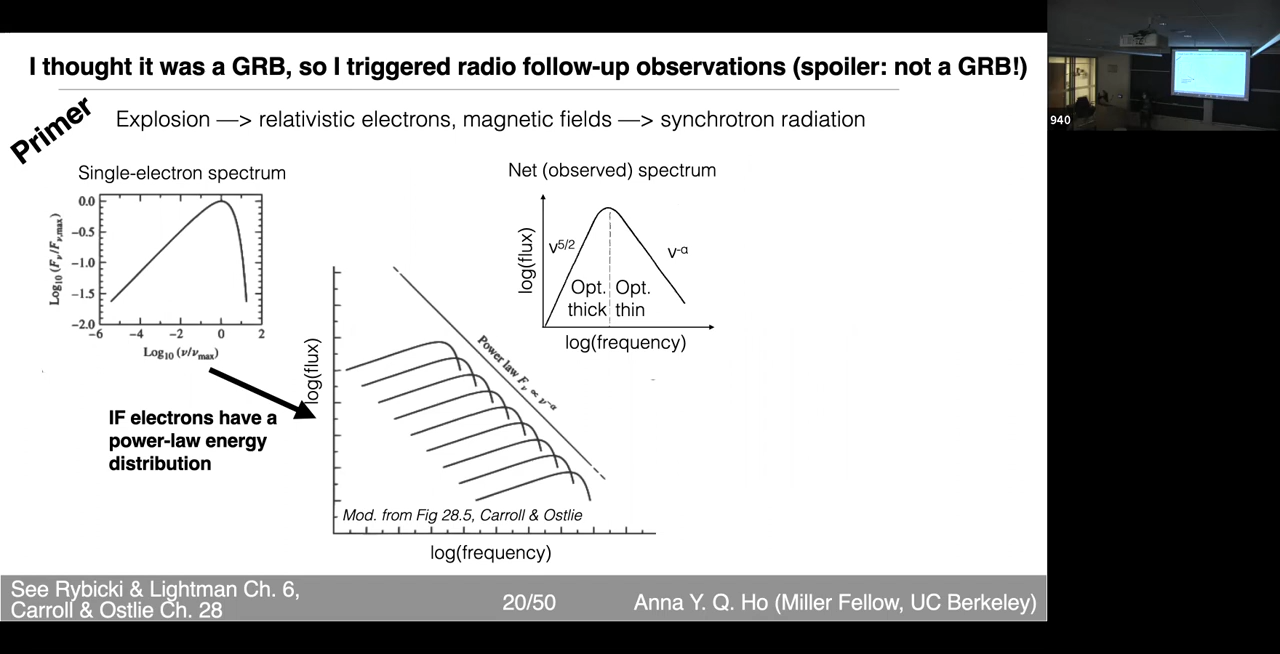 I thought it was a GRB, so I triggered radio follow-up observations (spoiler: not a GRB!)
Primer
Explosion —> relativistic electrons, magnetic fields —> synchrotron radiation
Single-electron spectrum
Log₁₀ (Fᵥ/Fᵥ,max)
0.0
-0.5
-1.0
-1.5
-2.0
-6 -4 -2 0 2
Log₁₀ (ν/νmax)
IF electrons have a
power-law energy
distribution
log(flux)
Power law Fᵥ ∝ ν⁻α
Mod. from Fig 28.5, Carroll & Ostlie
log(frequency)
Net (observed) spectrum
log(flux)
ν5/2
ν-α
Opt. Opt.
thick thin
log(frequency)
See Rybicki & Lightman Ch. 6,
Carroll & Ostlie Ch. 28
20/50
Anna Y. Q. Ho (Miller Fellow, UC Berkeley)
940